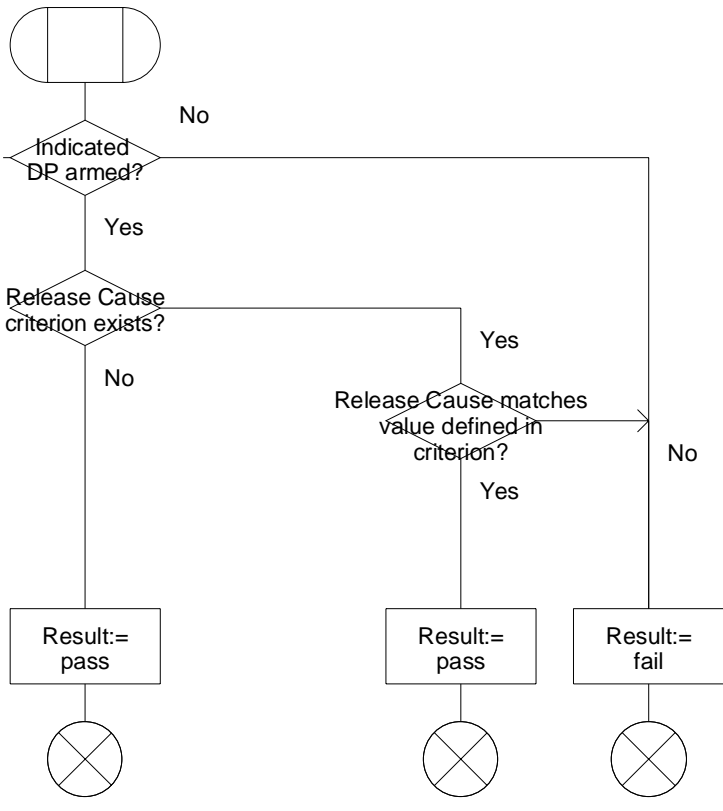 No
Indicated
DP armed?
Yes
Release Cause
criterion exists?
Yes
No
Release Cause matches
value defined in
criterion?
No
Yes
Result:=
pass
Result:=
pass
Result:=
fail